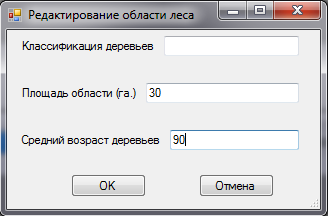 Редактирование области леса
Классификация деревьев
Площадь области (га.) 30
Средний возраст деревьев 90
OK Отмена